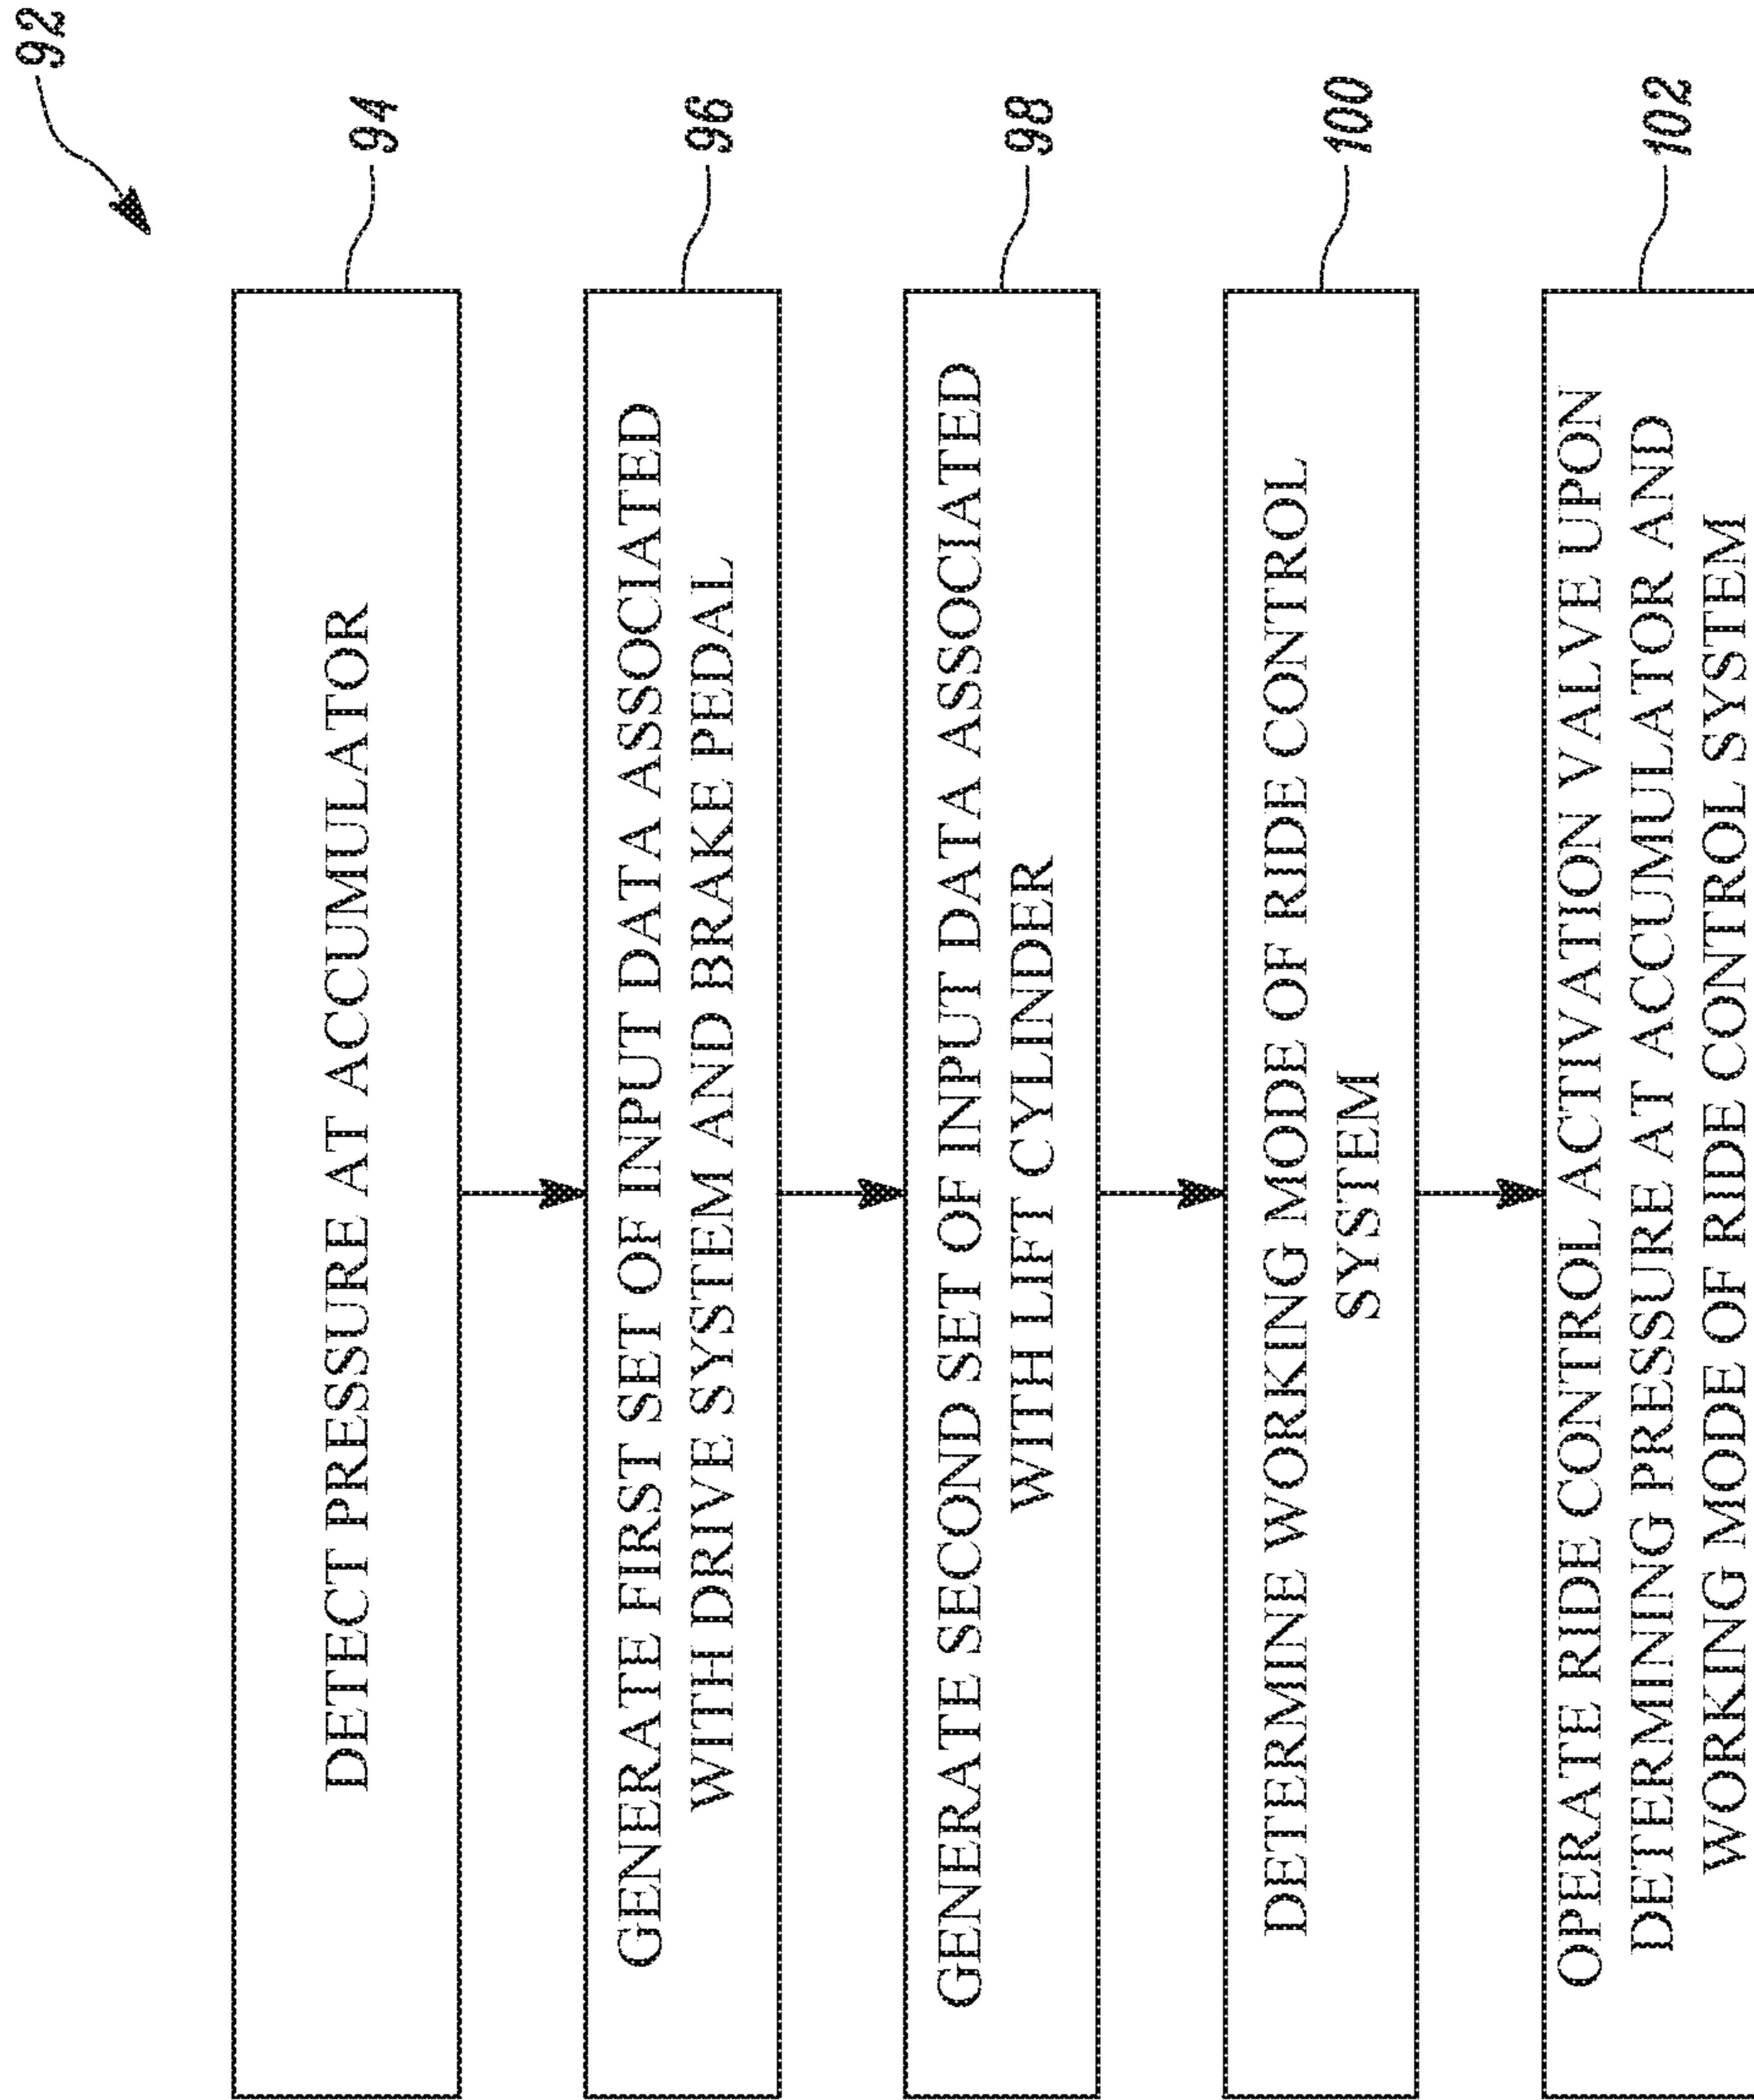 92
DETECT PRESSURE AT ACCUMULATOR
94
GENERATE FIRST SET OF INPUT DATA ASSOCIATED
WITH DRIVE SYSTEM AND BRAKE PEDAL
96
GENERATE SECOND SET OF INPUT DATA ASSOCIATED
WITH LIFT CYLINDER
98
DETERMINE WORKING MODE OF RIDE CONTROL
SYSTEM
100
OPERATE RIDE CONTROL ACTIVATION VALVE UPON
DETERMINING PRESSURE AT ACCUMULATOR AND
WORKING MODE OF RIDE CONTROL SYSTEM
102